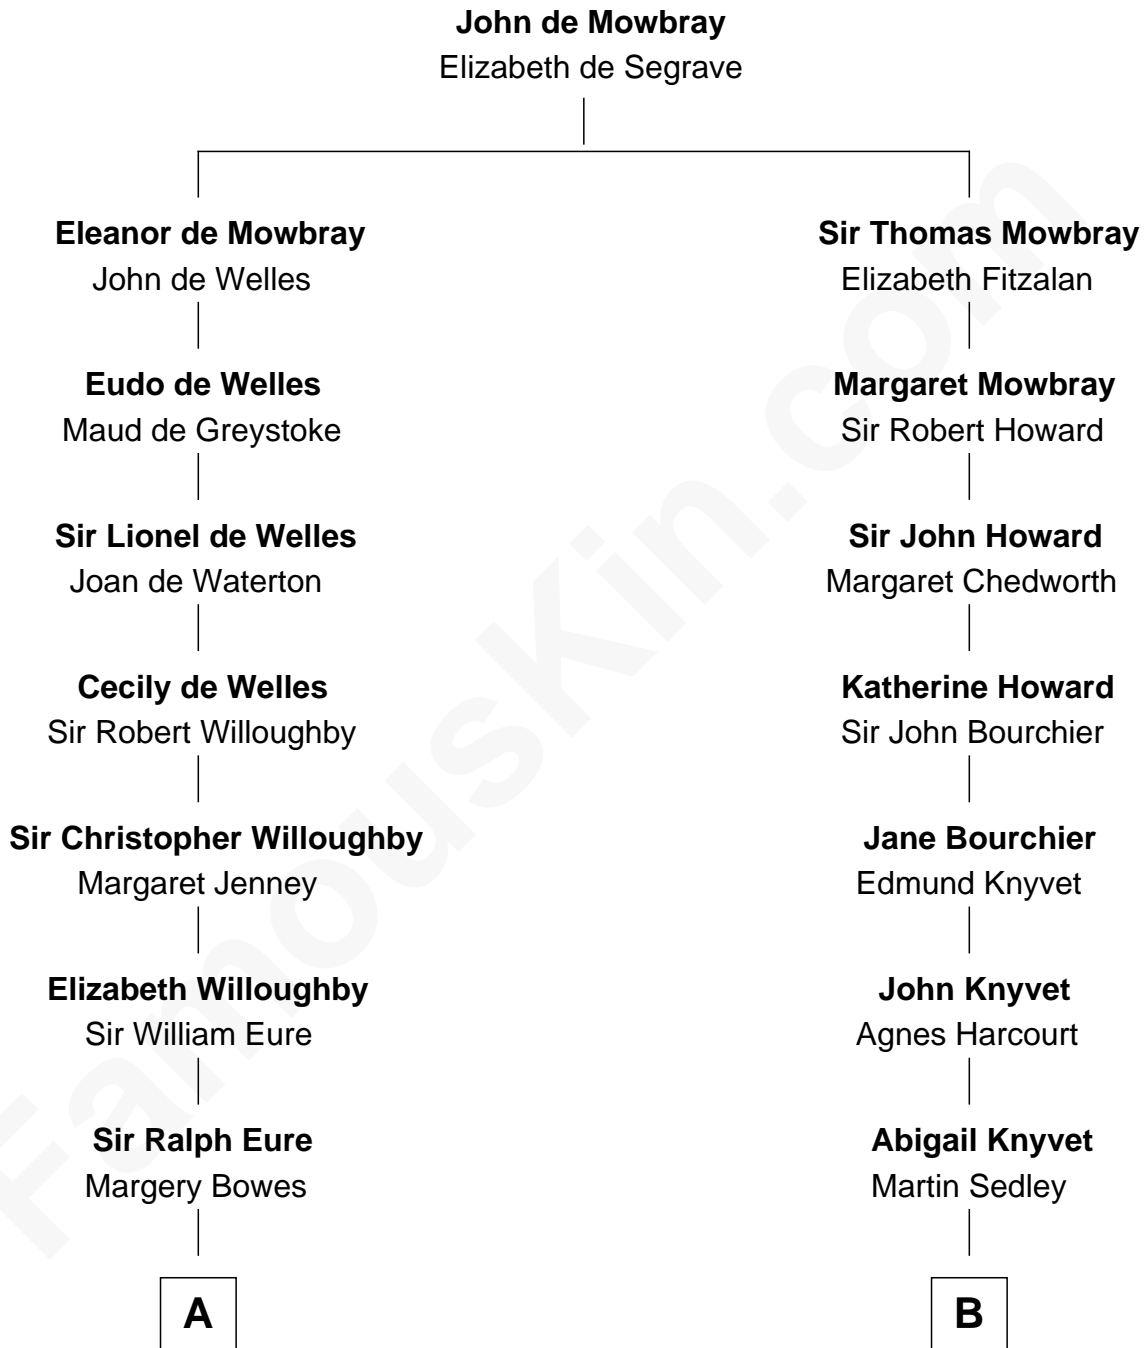 John de Mowbray
Elizabeth de Segrave
Eleanor de Mowbray
John de Welles
Sir Thomas Mowbray
Elizabeth Fitzalan
Eudo de Welles
Maud de Greystoke
Margaret Mowbray
Sir Robert Howard
Sir Lionel de Welles
Joan de Waterton
Sir John Howard
Margaret Chedworth
Cecily de Welles
Sir Robert Willoughby
Katherine Howard
Sir John Bourchier
Sir Christopher Willoughby
Margaret Jenney
Jane Bourchier
Edmund Knyvet
Elizabeth Willoughby
Sir William Eure
John Knyvet
Agnes Harcourt
Sir Ralph Eure
Margery Bowes
Abigail Knyvet
Martin Sedley
A
B
FamousKin.com